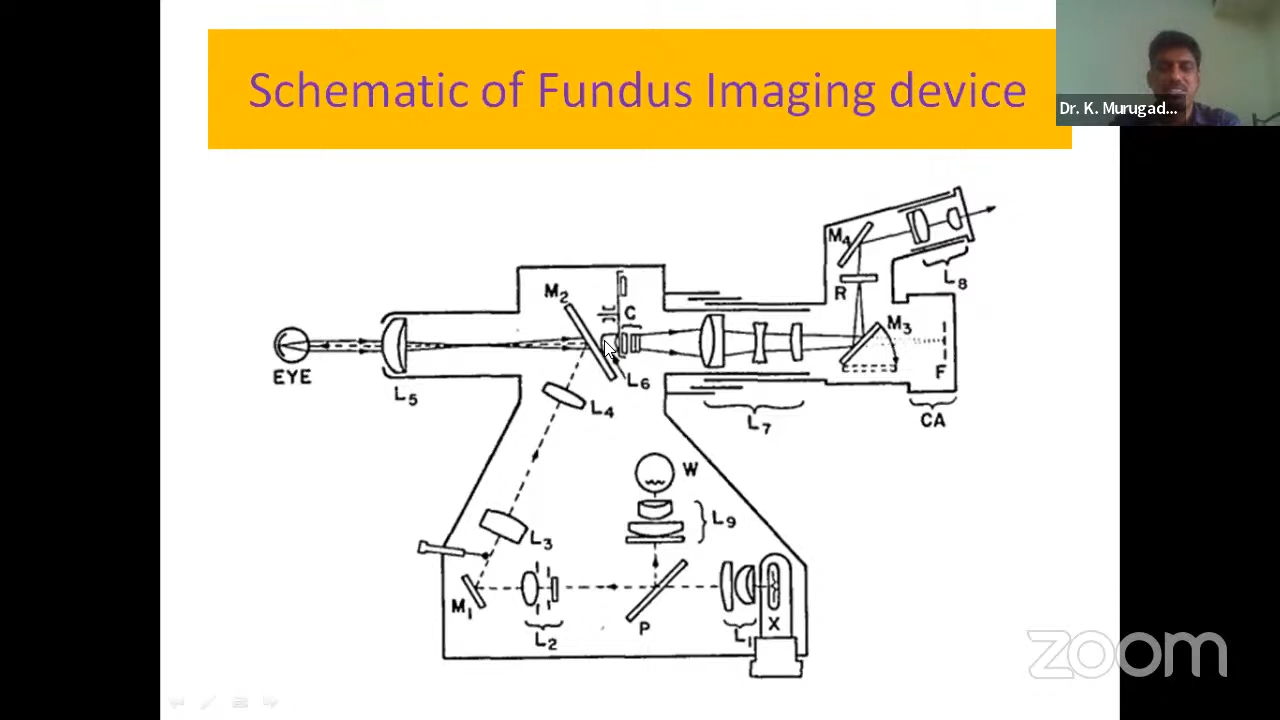 Schematic of Fundus Imaging device
Dr. K. Murugad...
M4
L8
R
M2
C
M3
EYE
L5
L6
F
L4
L7
CA
W
L9
L3
M1
L2
P
L1
X
zoom